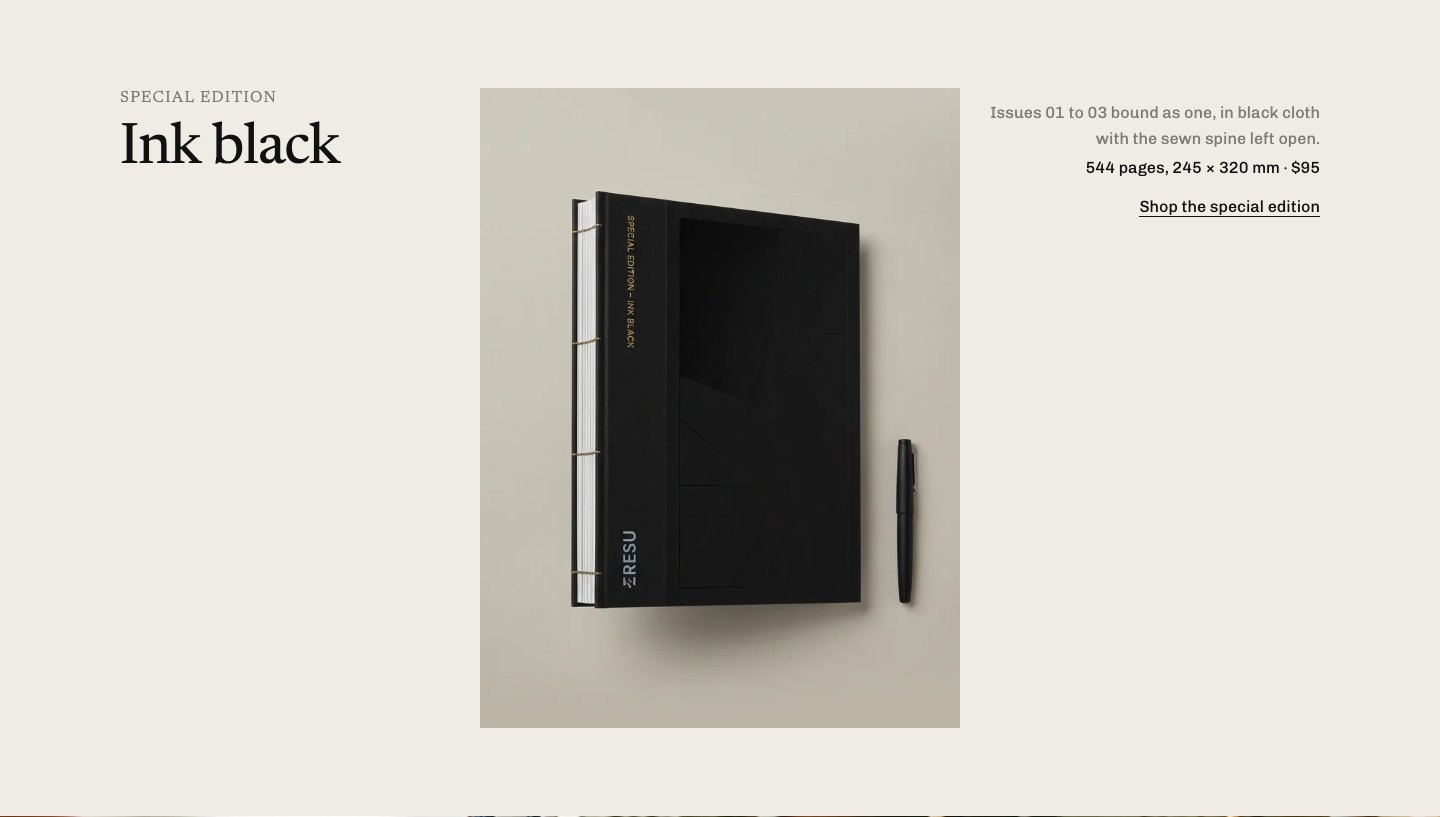 SPECIAL EDITION
Ink black
SPECIAL EDITION – INK BLACK
RESU
Issues 01 to 03 bound as one, in black cloth
with the sewn spine left open.
544 pages, 245 × 320 mm · $95
Shop the special edition